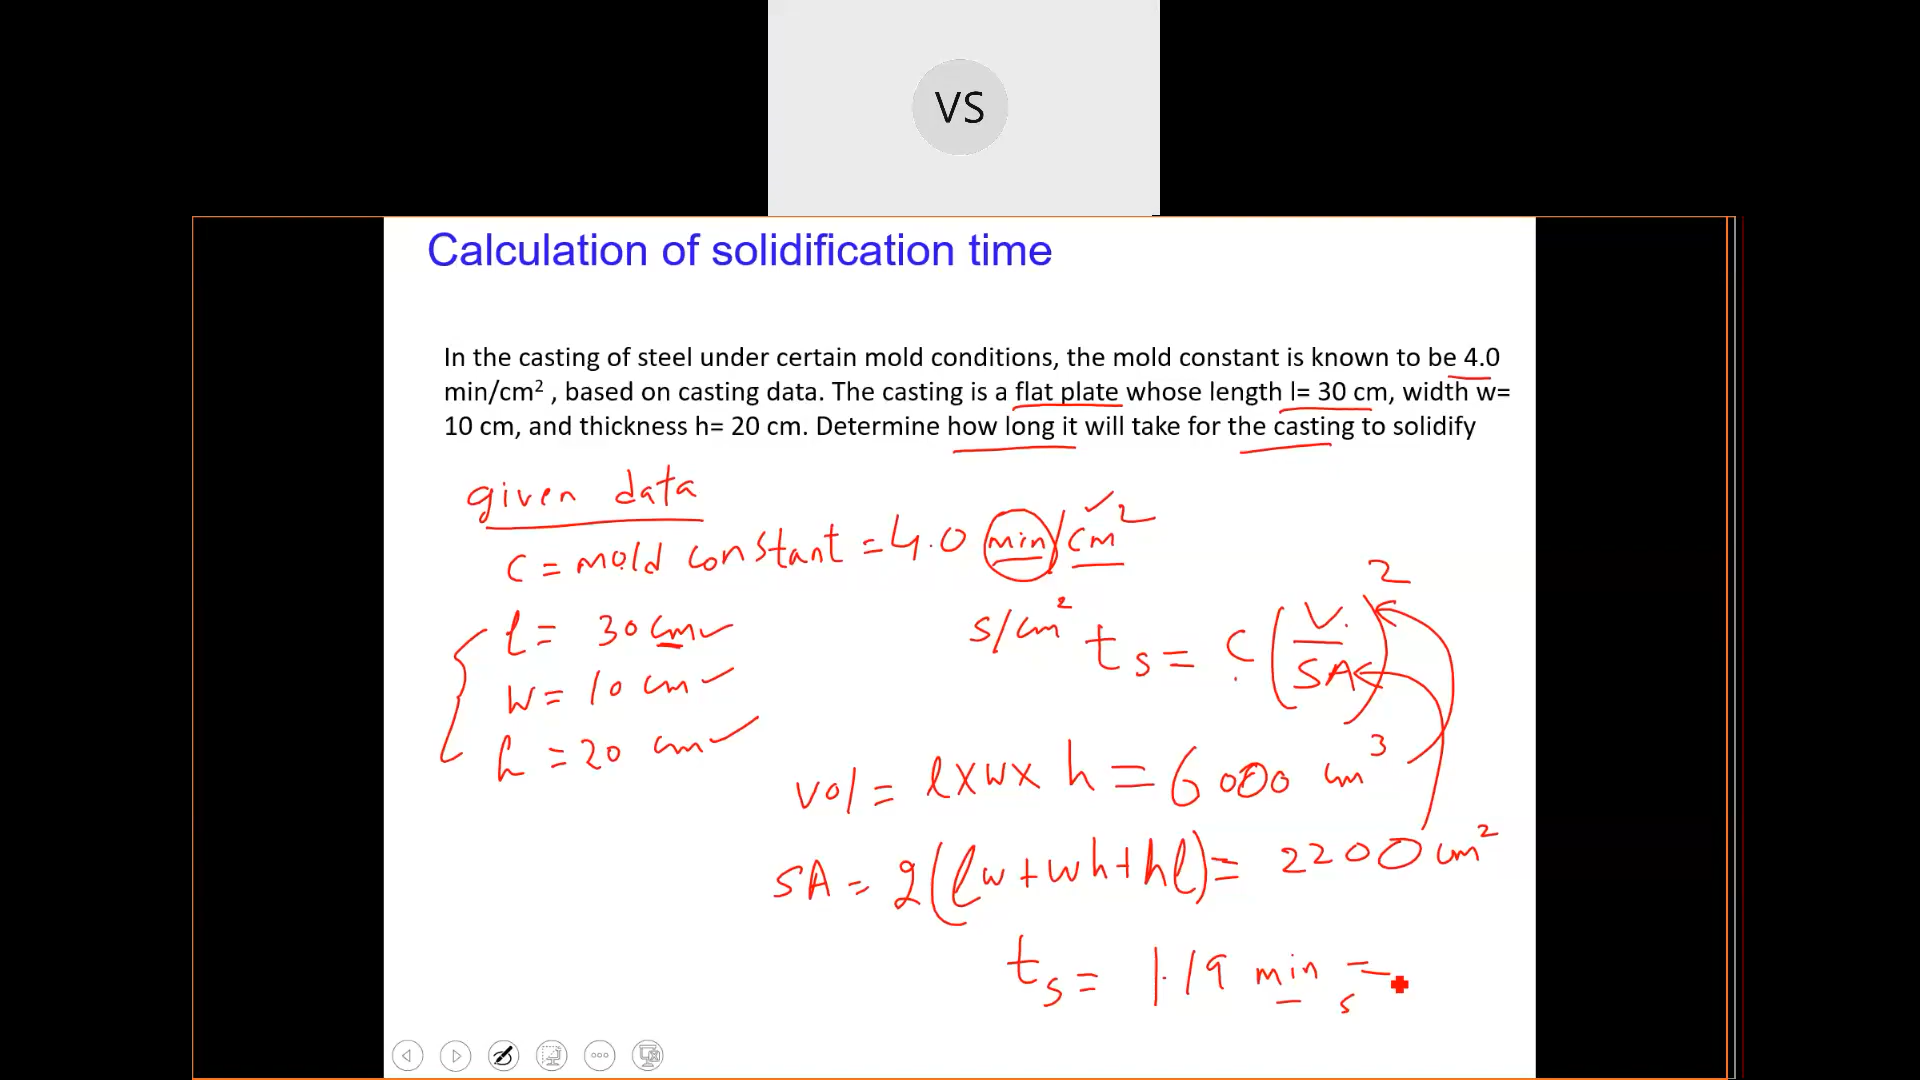 VS
Calculation of solidification time
In the casting of steel under certain mold conditions, the mold constant is known to be 4.0
min/cm² , based on casting data. The casting is a flat plate whose length l= 30 cm, width w=
10 cm, and thickness h= 20 cm. Determine how long it will take for the casting to solidify
given data
c = mold constant = 4.0 min/cm²
l = 30 cm
s/cm²
ts = c (V/SA)²
w = 10 cm
h = 20 cm
vol = l x w x h = 6000 cm³
SA = 2(lw+wh+hl) = 2200 cm²
ts = 1.19 min =
s